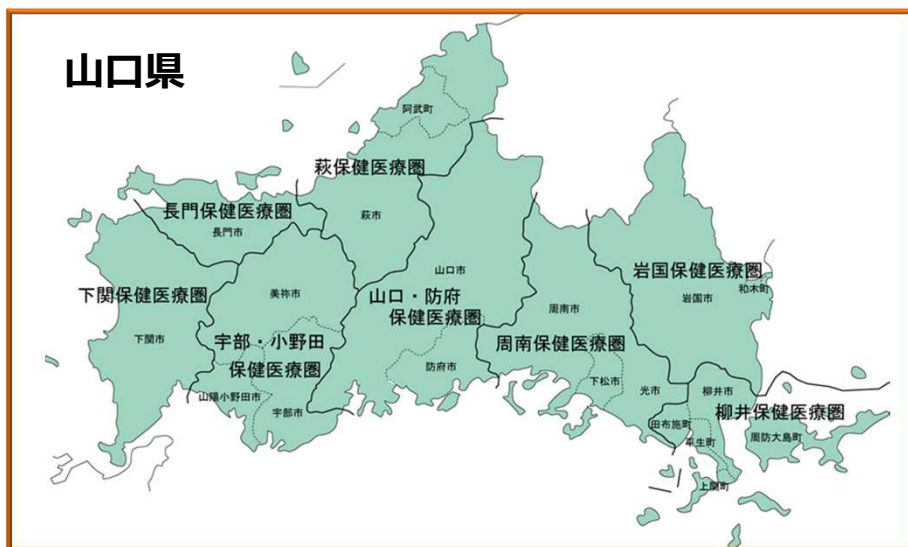 山口県
阿武町
萩保健医療圏
萩市
長門保健医療圏
長門市
下関保健医療圏
下関市
美祢市
宇部・小野田
保健医療圏
山陽小野田市
宇部市
山口市
山口・防府
保健医療圏
防府市
周南市
周南保健医療圏
下松市
光市
岩国保健医療圏
和木町
岩国市
柳井市
柳井保健医療圏
田布施町
平生町
周防大島町
上関町